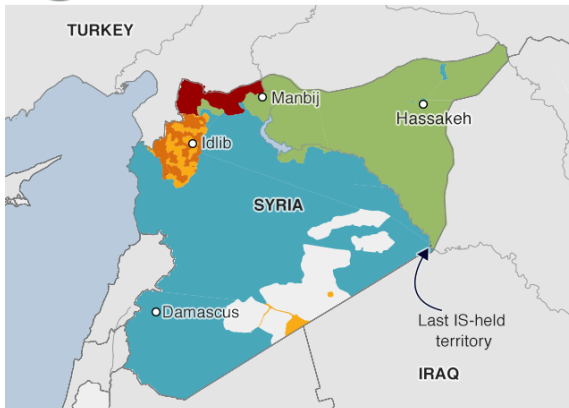 TURKEY
Manbij
Hassakeh
Idlib
SYRIA
Damascus
Last IS-held
territory
IRAQ